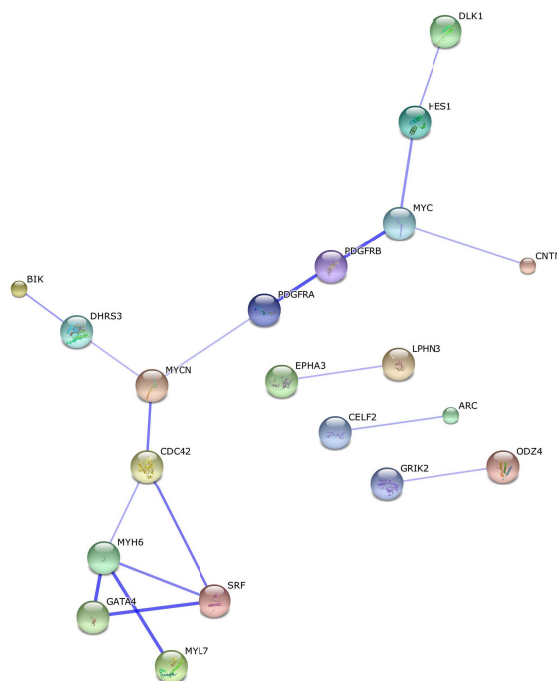 DLK1
HES1
MYC
PDGFRB
CNTN
BIK
PDGFRA
DHRS3
LPHN3
EPHA3
MYCN
ARC
CELF2
ODZ4
CDC42
GRIK2
MYH6
SRF
GATA4
MYL7